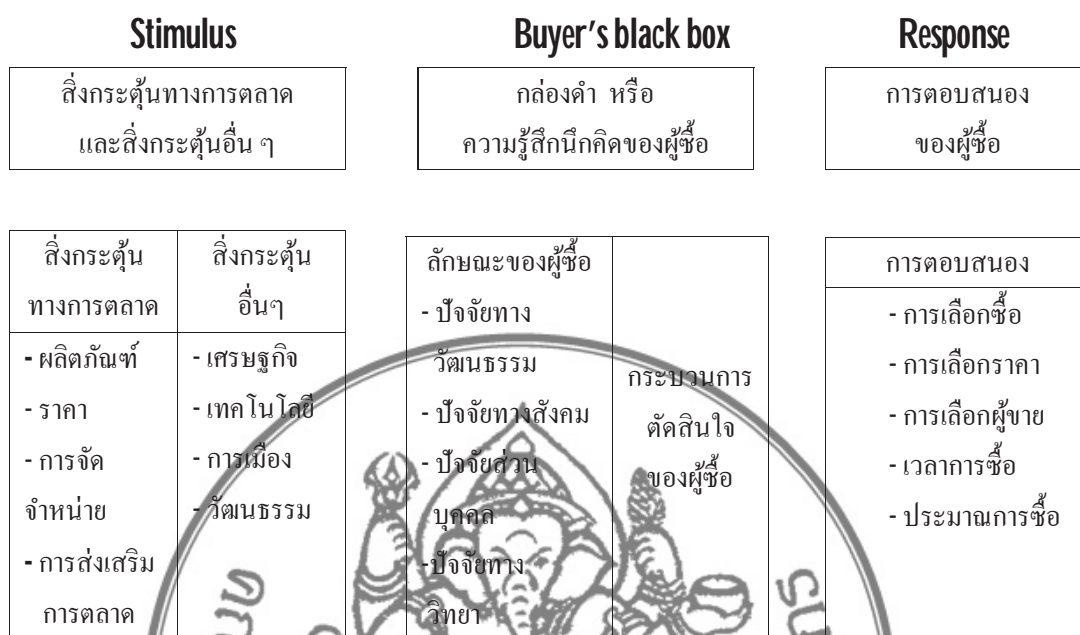 Stimulus
Buyer's black box
Response
สิ่งกระตุ้นทางการตลาด
และสิ่งกระตุ้นอื่น ๆ
กล่องดำ หรือ
ความรู้สึกนึกคิดของผู้ซื้อ
การตอบสนอง
ของผู้ซื้อ
สิ่งกระตุ้น
ทางการตลาด
- ผลิตภัณฑ์
- ราคา
- การจัด
จำหน่าย
- การส่งเสริม
การตลาด
สิ่งกระตุ้น
อื่นๆ
- เศรษฐกิจ
- เทคโนโลยี
- การเมือง
- วัฒนธรรม
ลักษณะของผู้ซื้อ
- ปัจจัยทาง
วัฒนธรรม
- ปัจจัยทางสังคม
- ปัจจัยส่วน
บุคคล
-ปัจจัยทาง
วิทยา
กระบวนการ
ตัดสินใจ
ของผู้ซื้อ
การตอบสนอง
- การเลือกซื้อ
- การเลือกราคา
- การเลือกผู้ขาย
- เวลาการซื้อ
- ประมาณการซื้อ